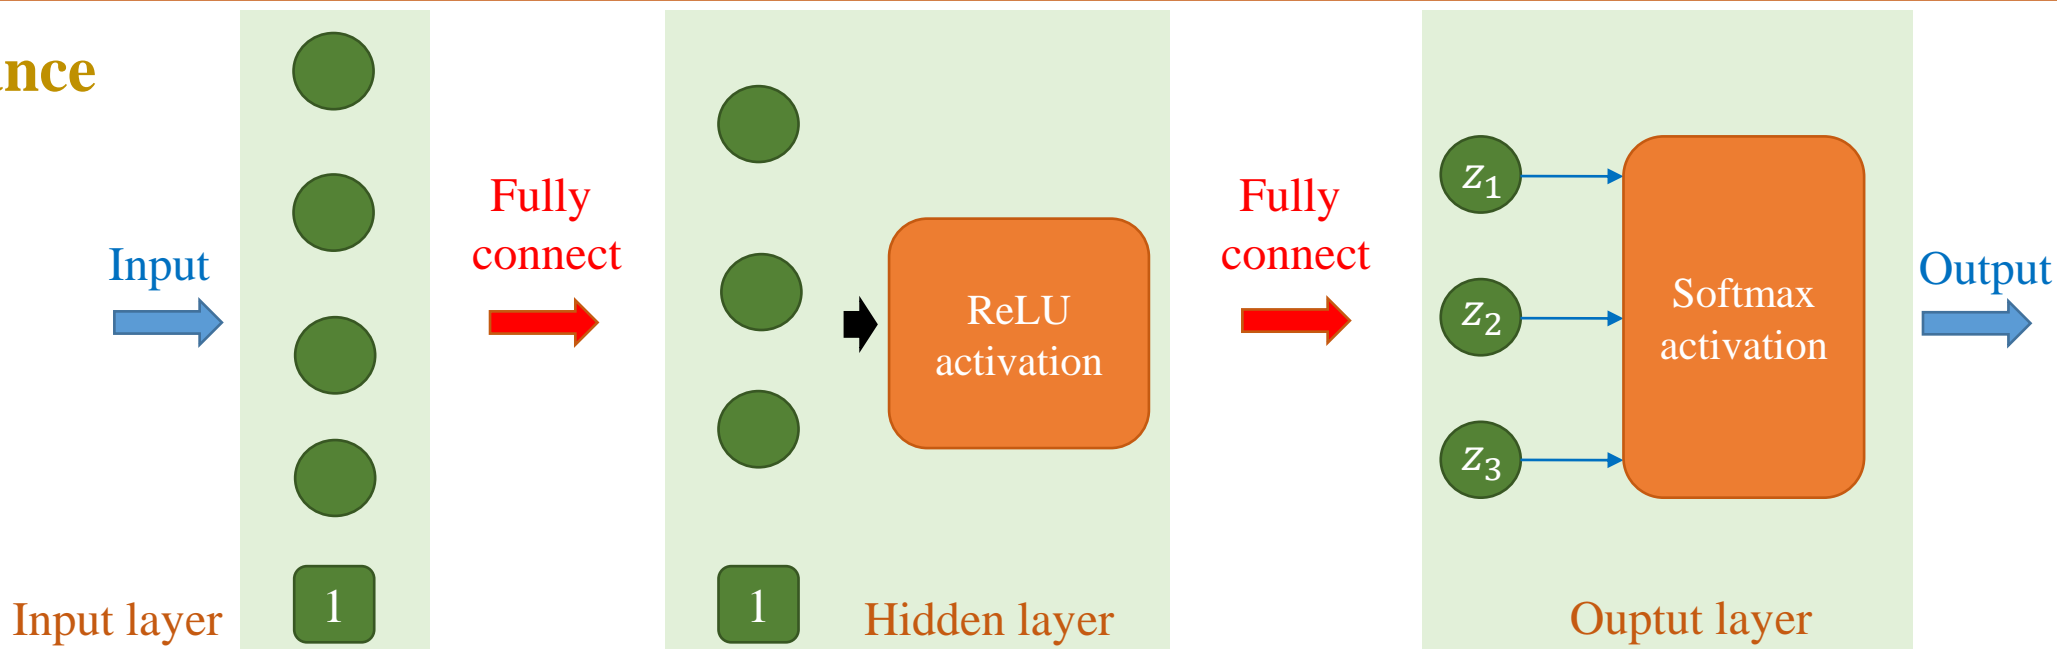 ance
Input
Input layer
1
Fully
connect
ReLU
activation
1
Hidden layer
Fully
connect
z₁
z₂
z₃
Softmax
activation
Ouptut layer
Output